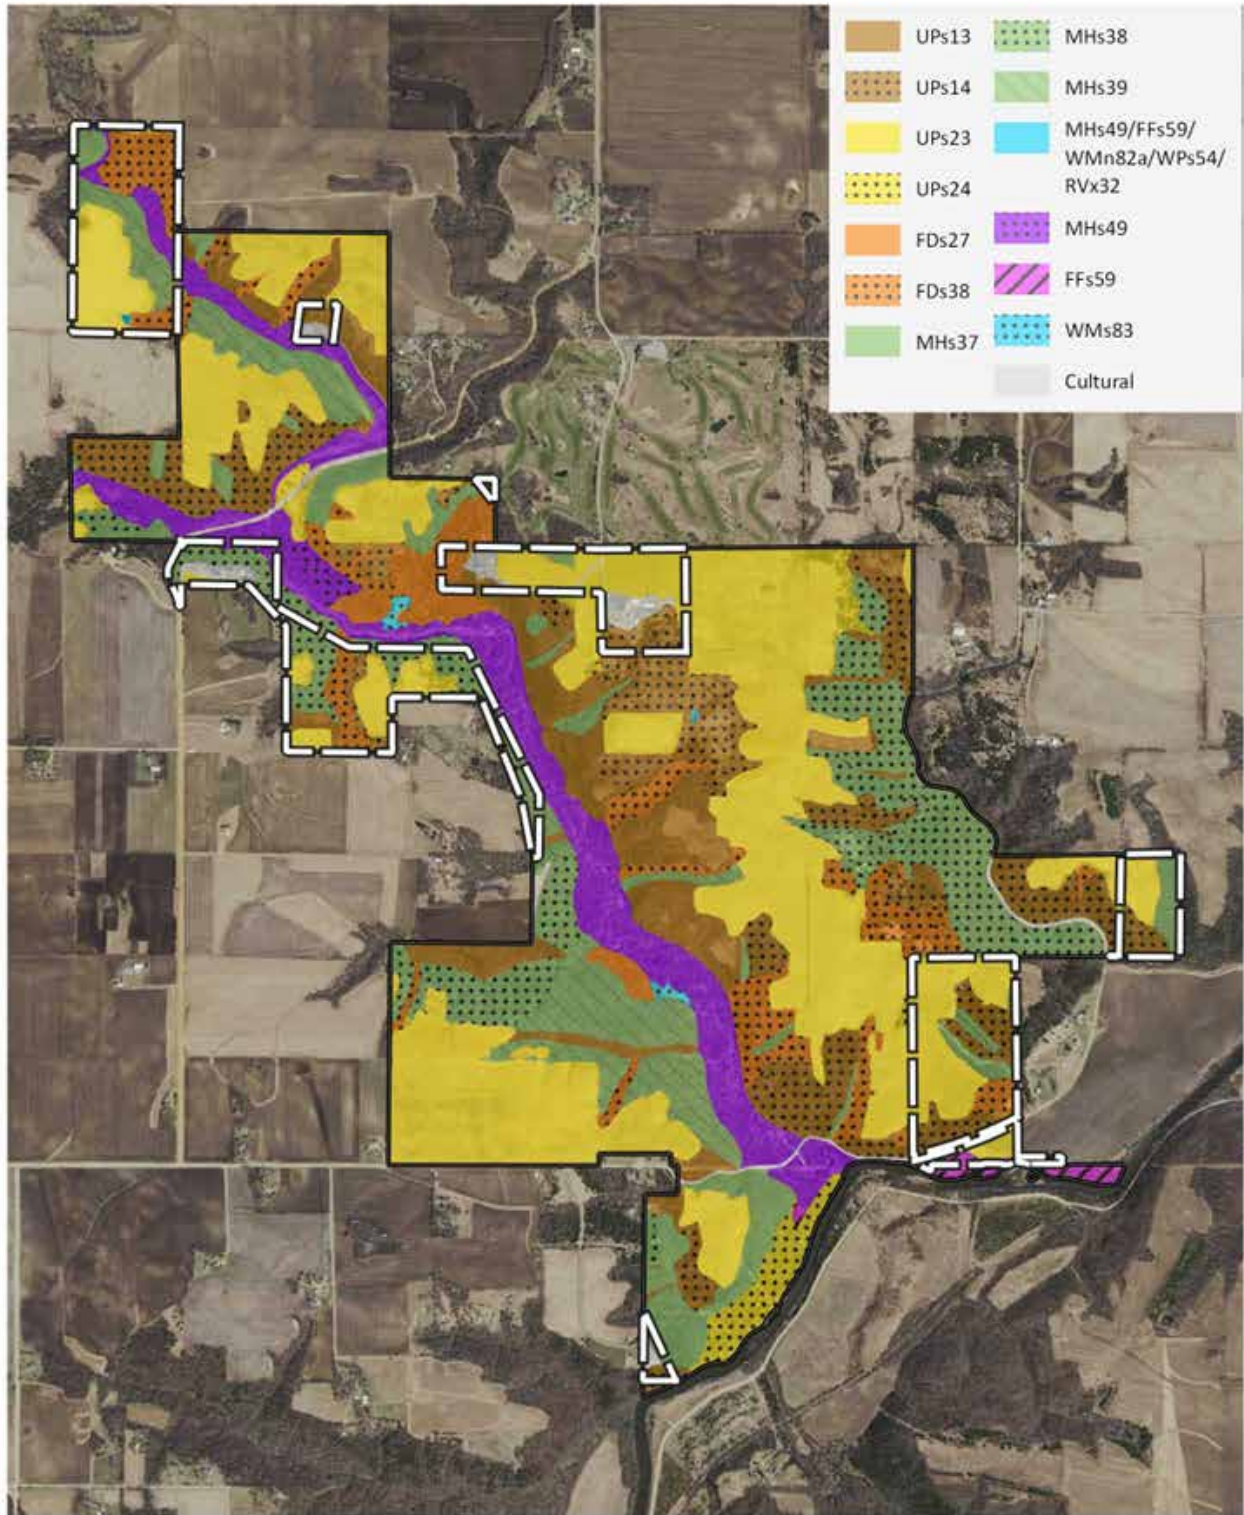 UPs13
UPs14
UPs23
UPs24
FDs27
FDs38
MHs37
MHs38
MHs39
MHs49/FFs59/
WMn82a/WPs54/
RVx32
MHs49
FFs59
WMs83
Cultural